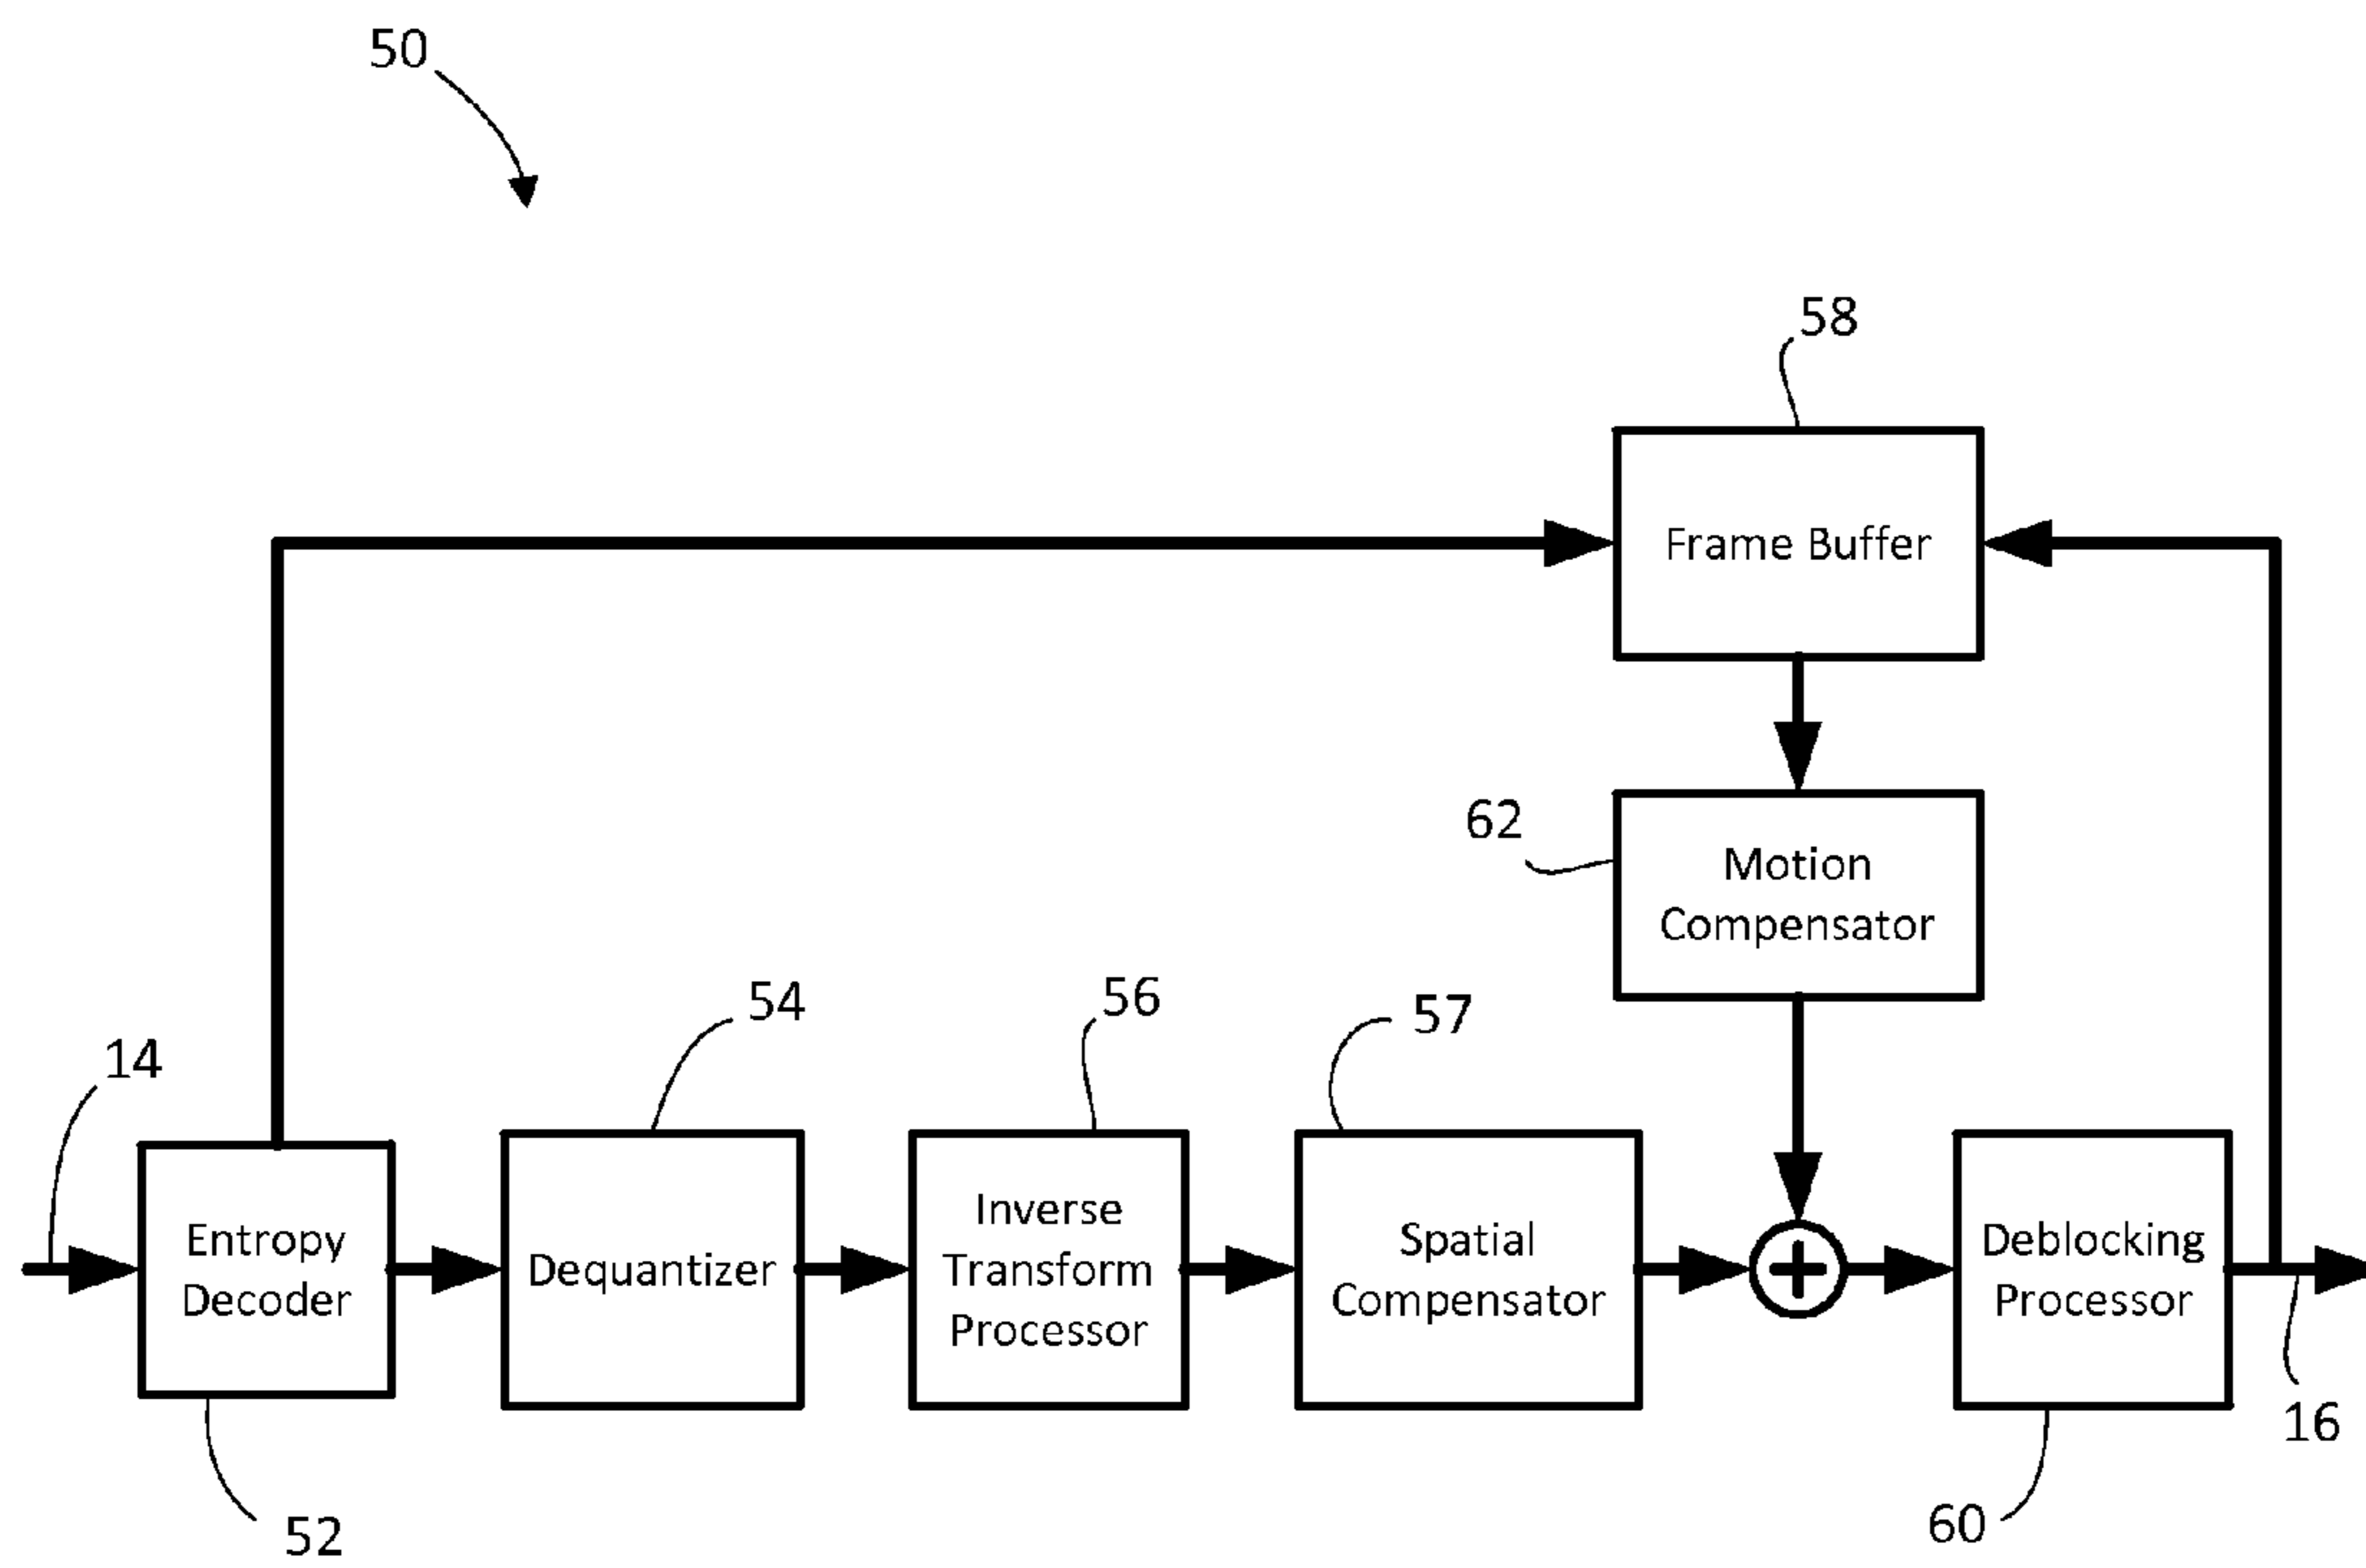 50
58
Frame Buffer
62
Motion
Compensator
54
56
57
14
Entropy
Decoder
Dequantizer
Inverse
Transform
Processor
Spatial
Compensator
Deblocking
Processor
16
52
60